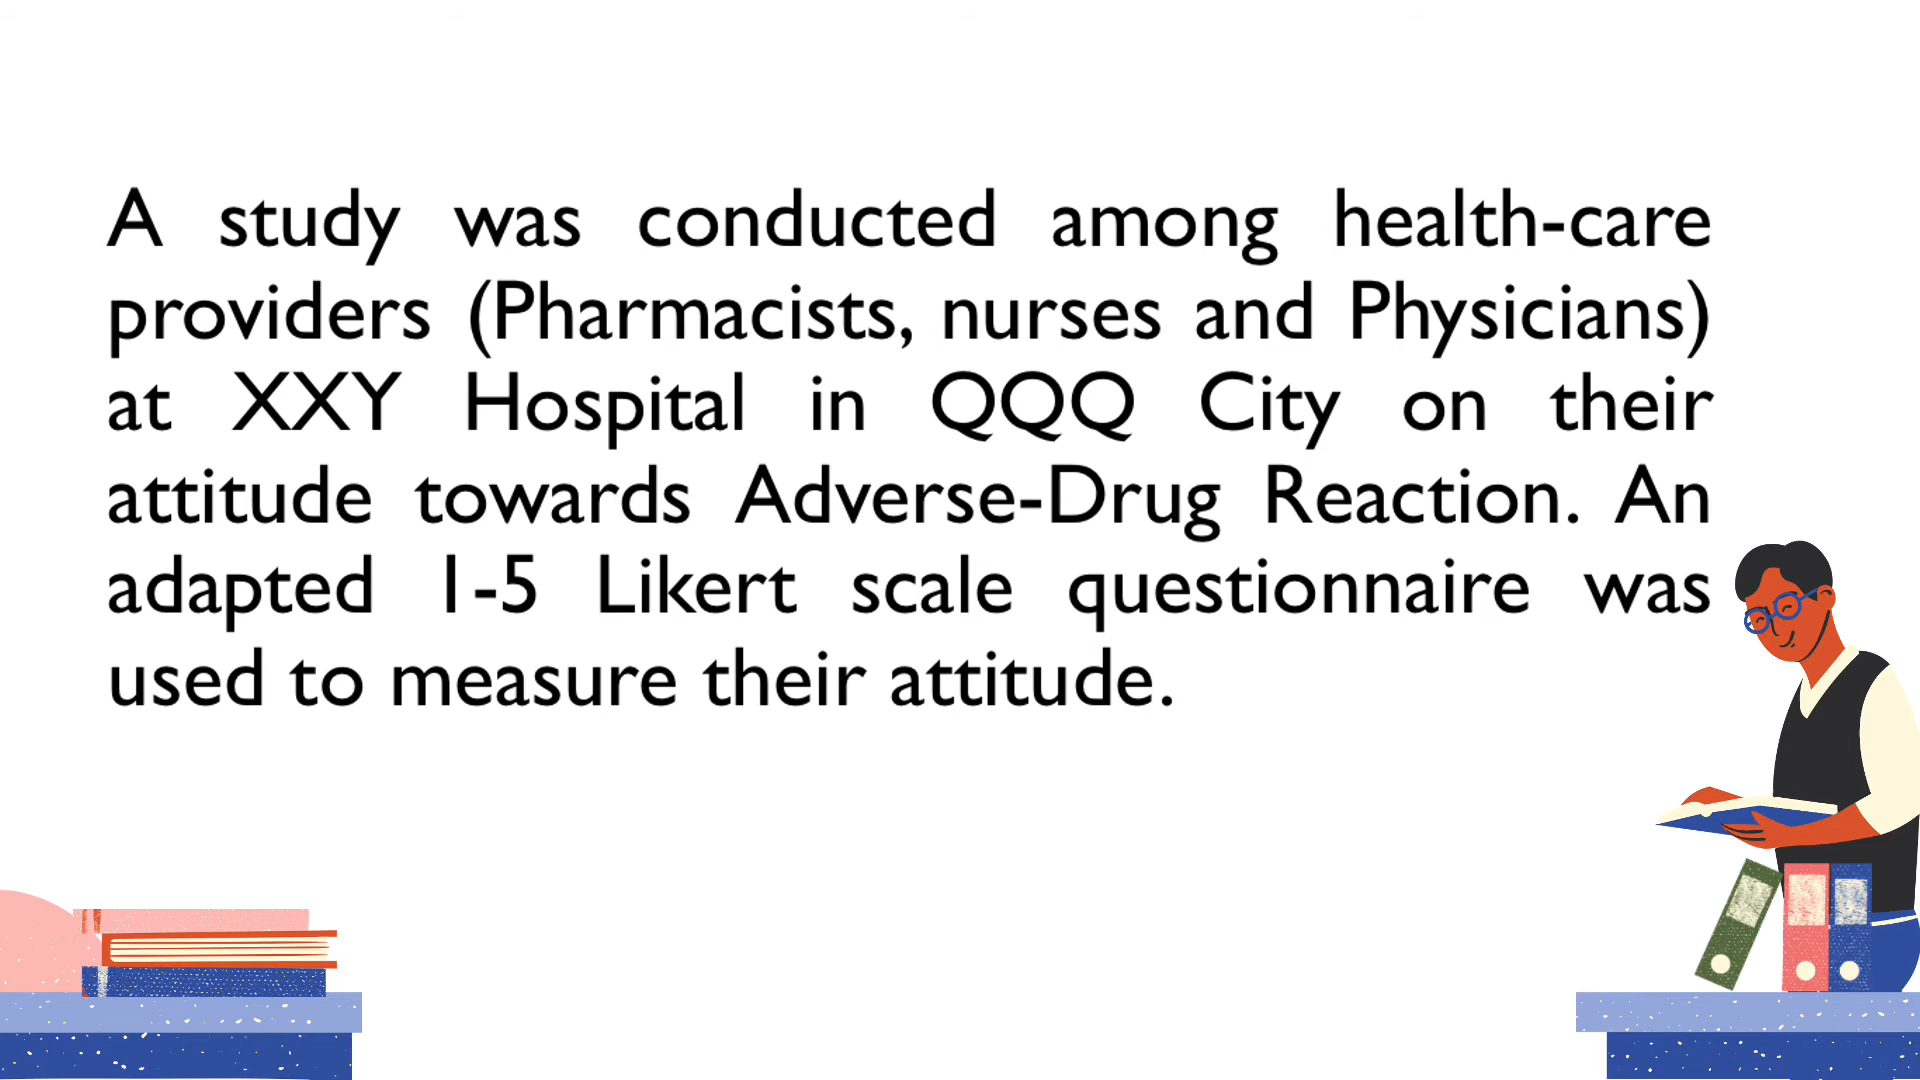 A study was conducted among health-care
providers (Pharmacists, nurses and Physicians)
at XXY Hospital in QQQ City on their
attitude towards Adverse-Drug Reaction. An
adapted 1-5 Likert scale questionnaire was
used to measure their attitude.